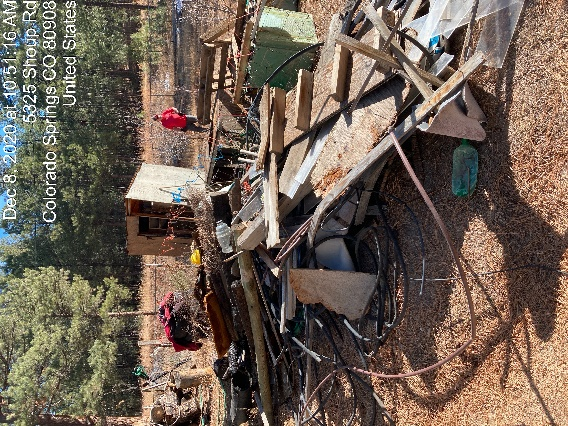 Dec 8, 2020 at 10:51:16 AM
5325 Shoup Rd
Colorado Springs CO 80908
United States